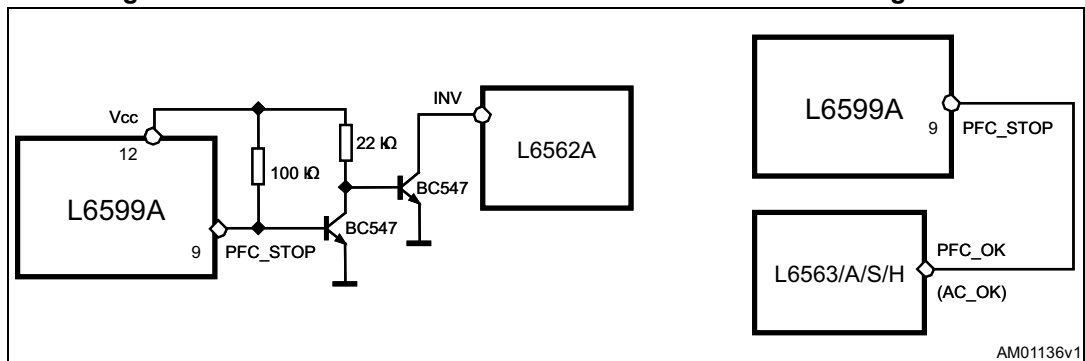 Vcc
12
L6599A
9
PFC_STOP
100 kΩ
22 kΩ
BC547
BC547
INV
L6562A
L6599A
9
PFC_STOP
L6563/A/S/H
PFC_OK
(AC_OK)
AM01136v1